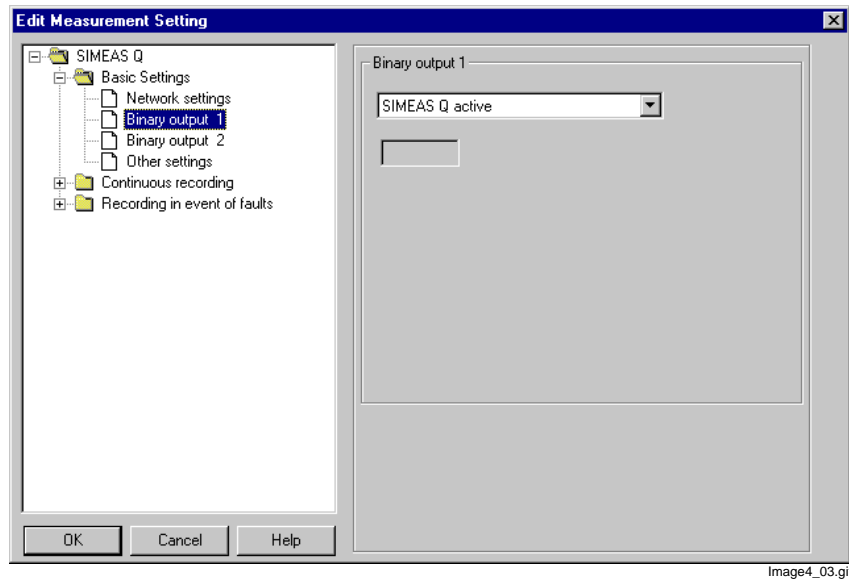 Edit Measurement Setting
SIMEAS Q
Basic Settings
Network settings
Binary output 1
Binary output 2
Other settings
Continuous recording
Recording in event of faults
Binary output 1
SIMEAS Q active
OK
Cancel
Help
Image4_03.gi